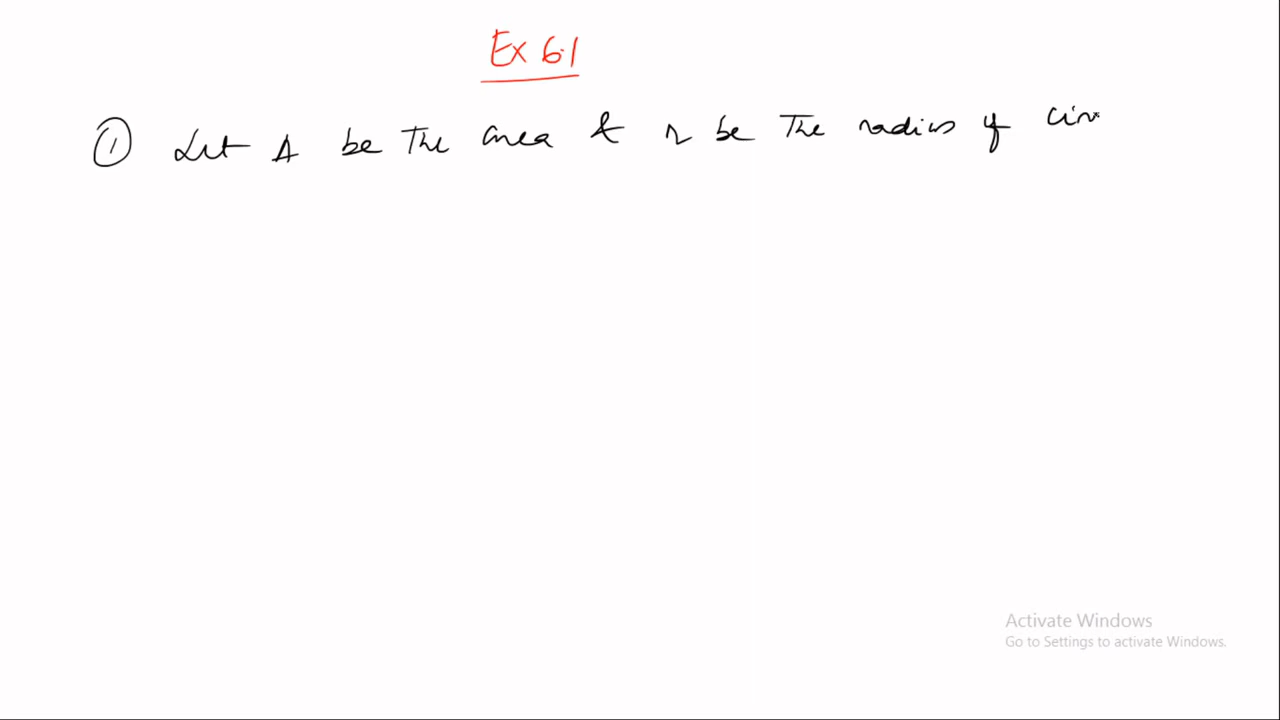 Ex 6.1
① Let A be the area & r be the radius of cir
Activate Windows
Go to Settings to activate Windows.